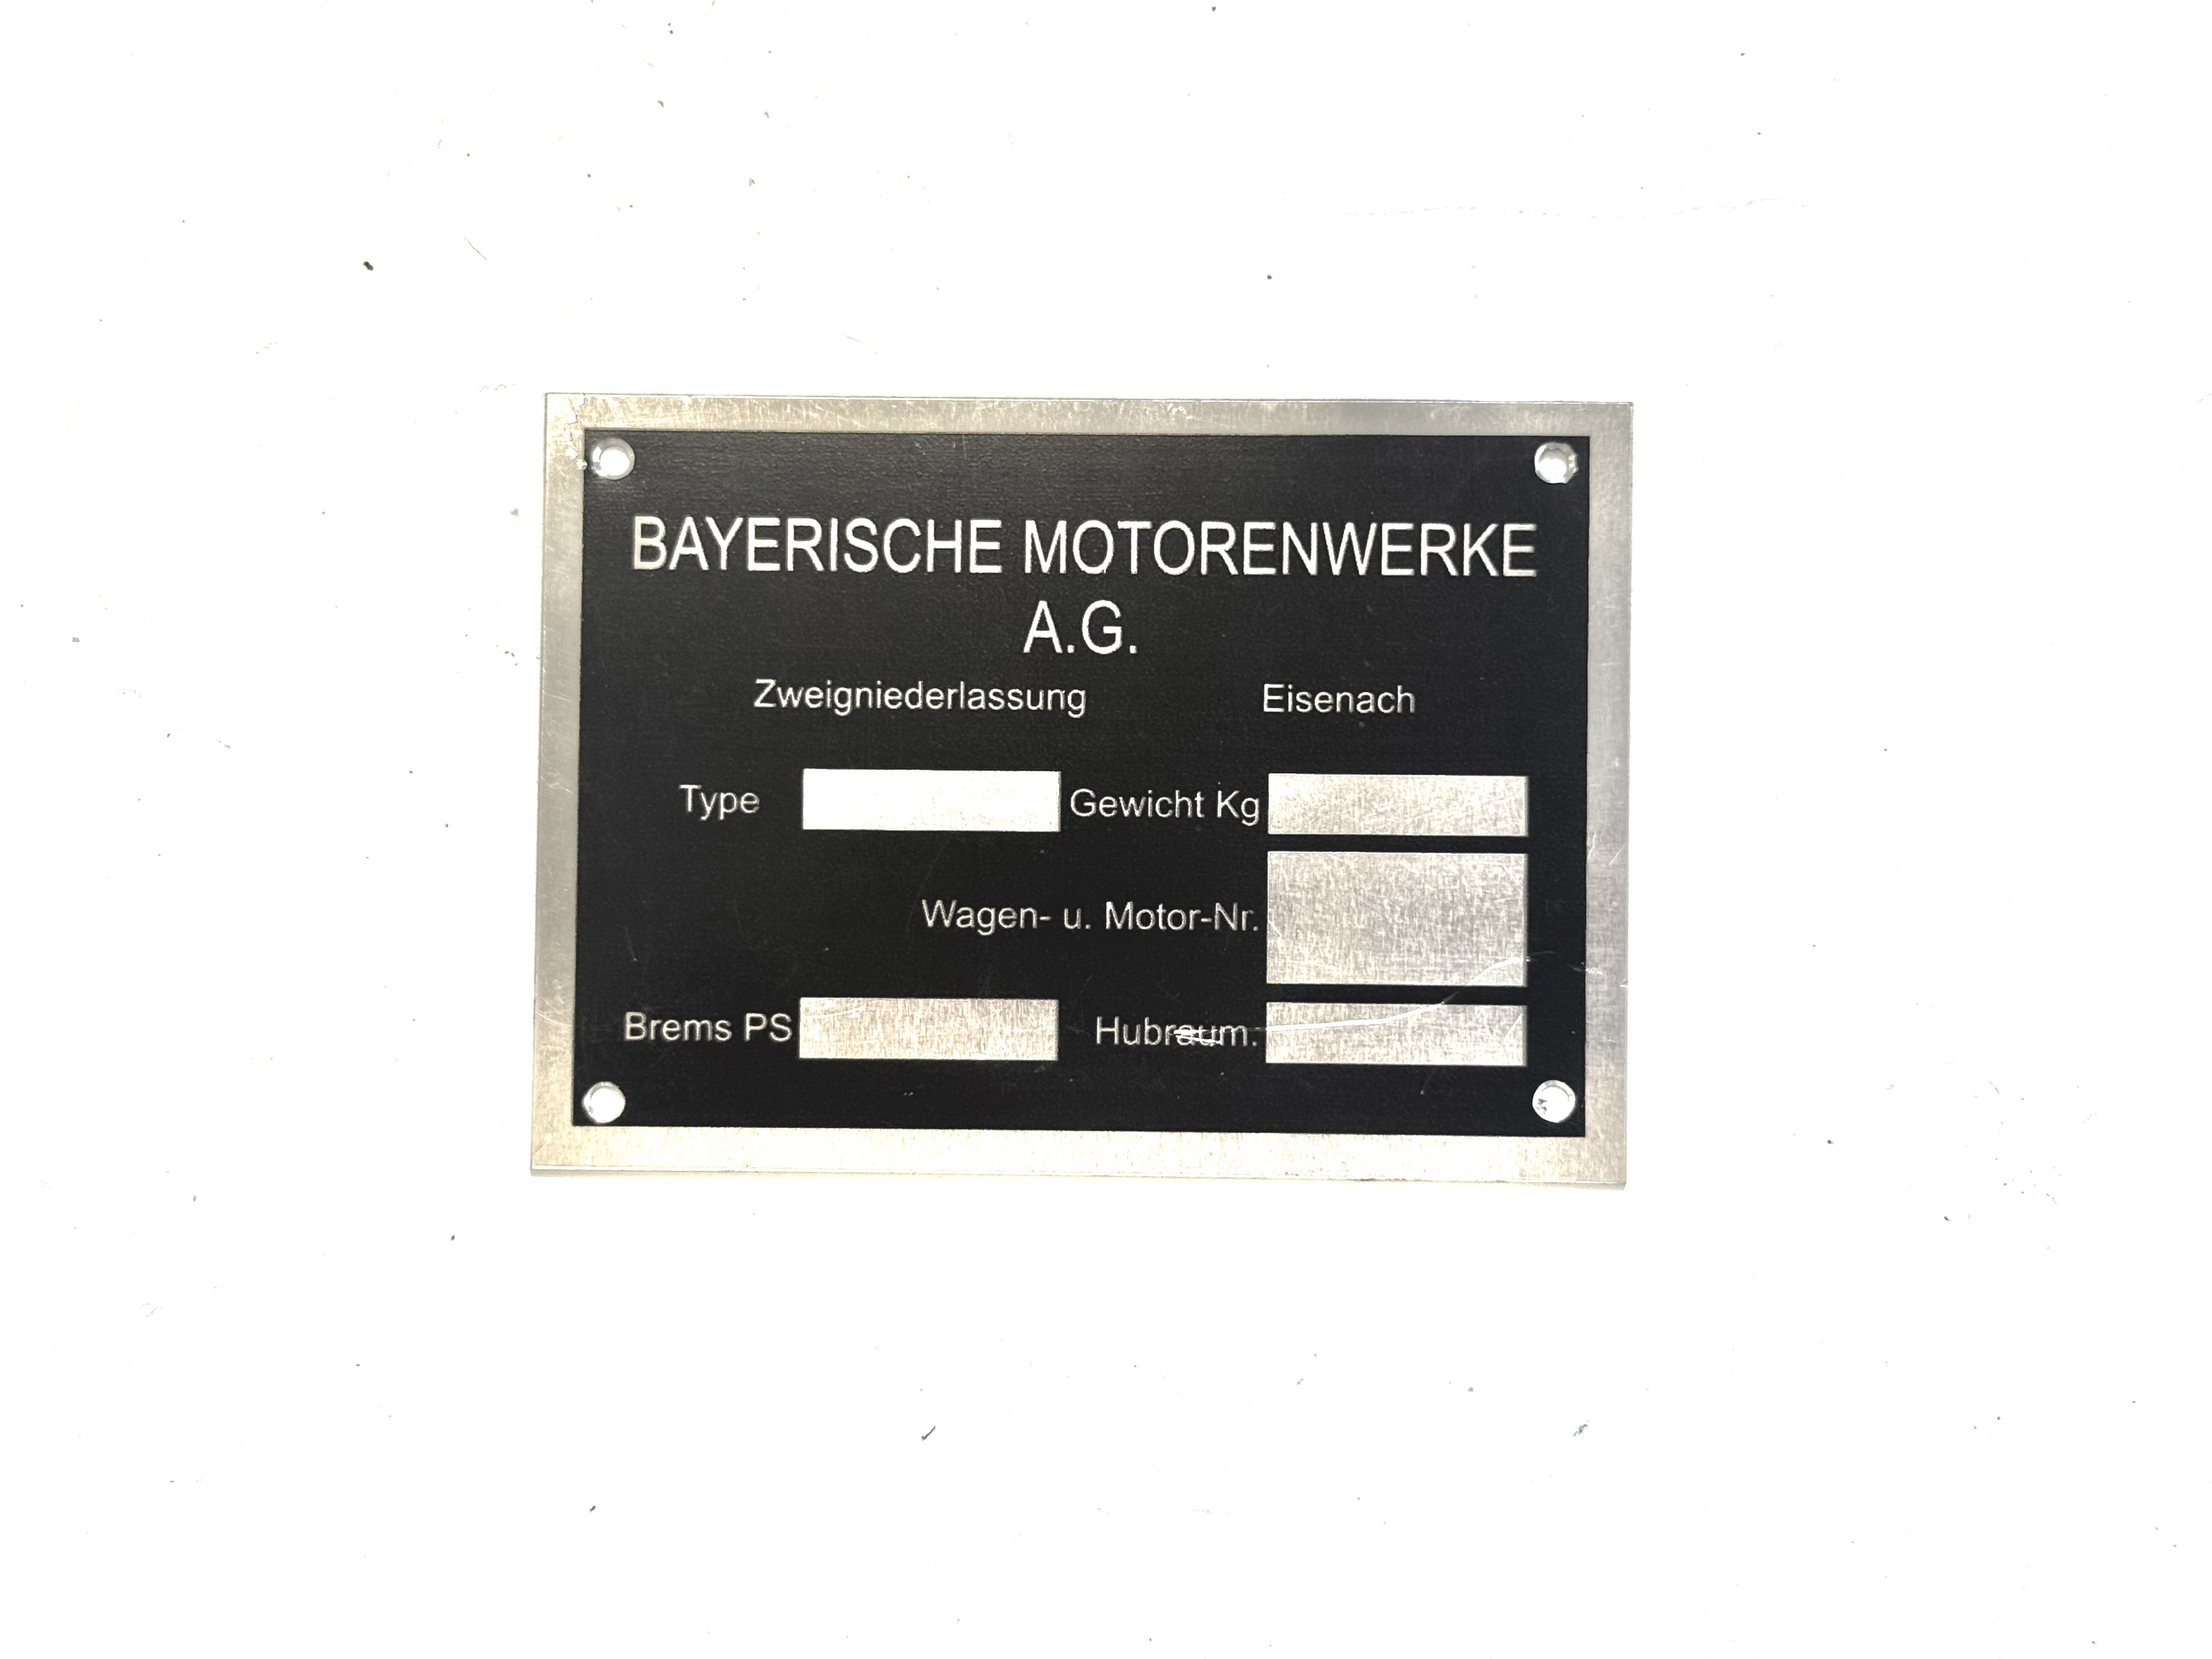 BAYERISCHE MOTORENWERKE
A.G.
Zweigniederlassung Eisenach
Type Gewicht Kg
Wagen- u. Motor-Nr.
Brems PS Hubraum.